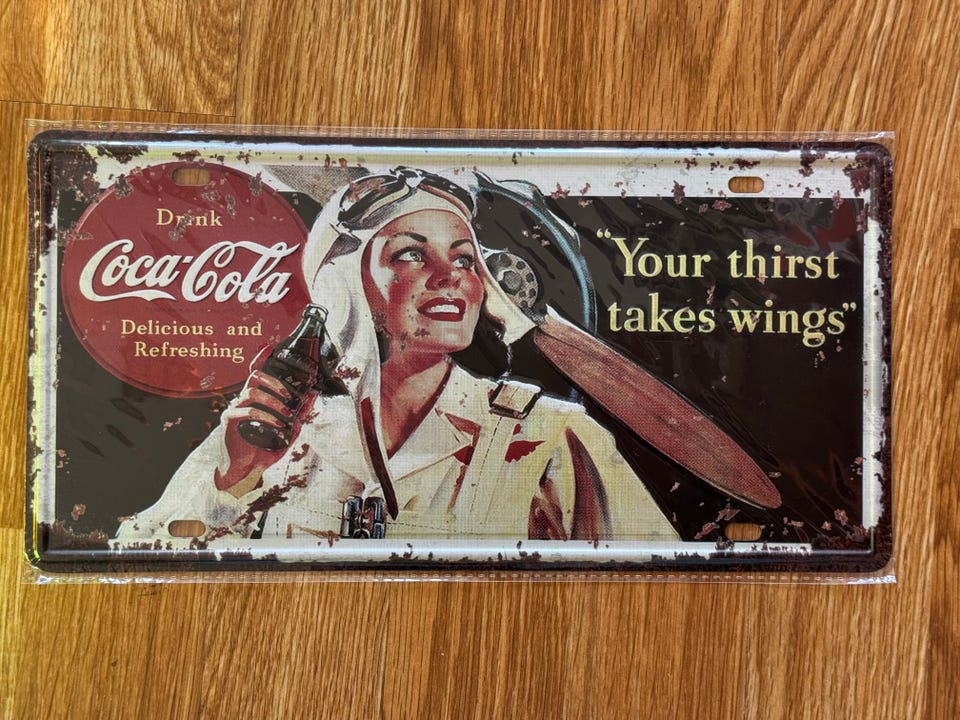 Drink
Coca-Cola
Delicious and
Refreshing
"Your thirst
takes wings"